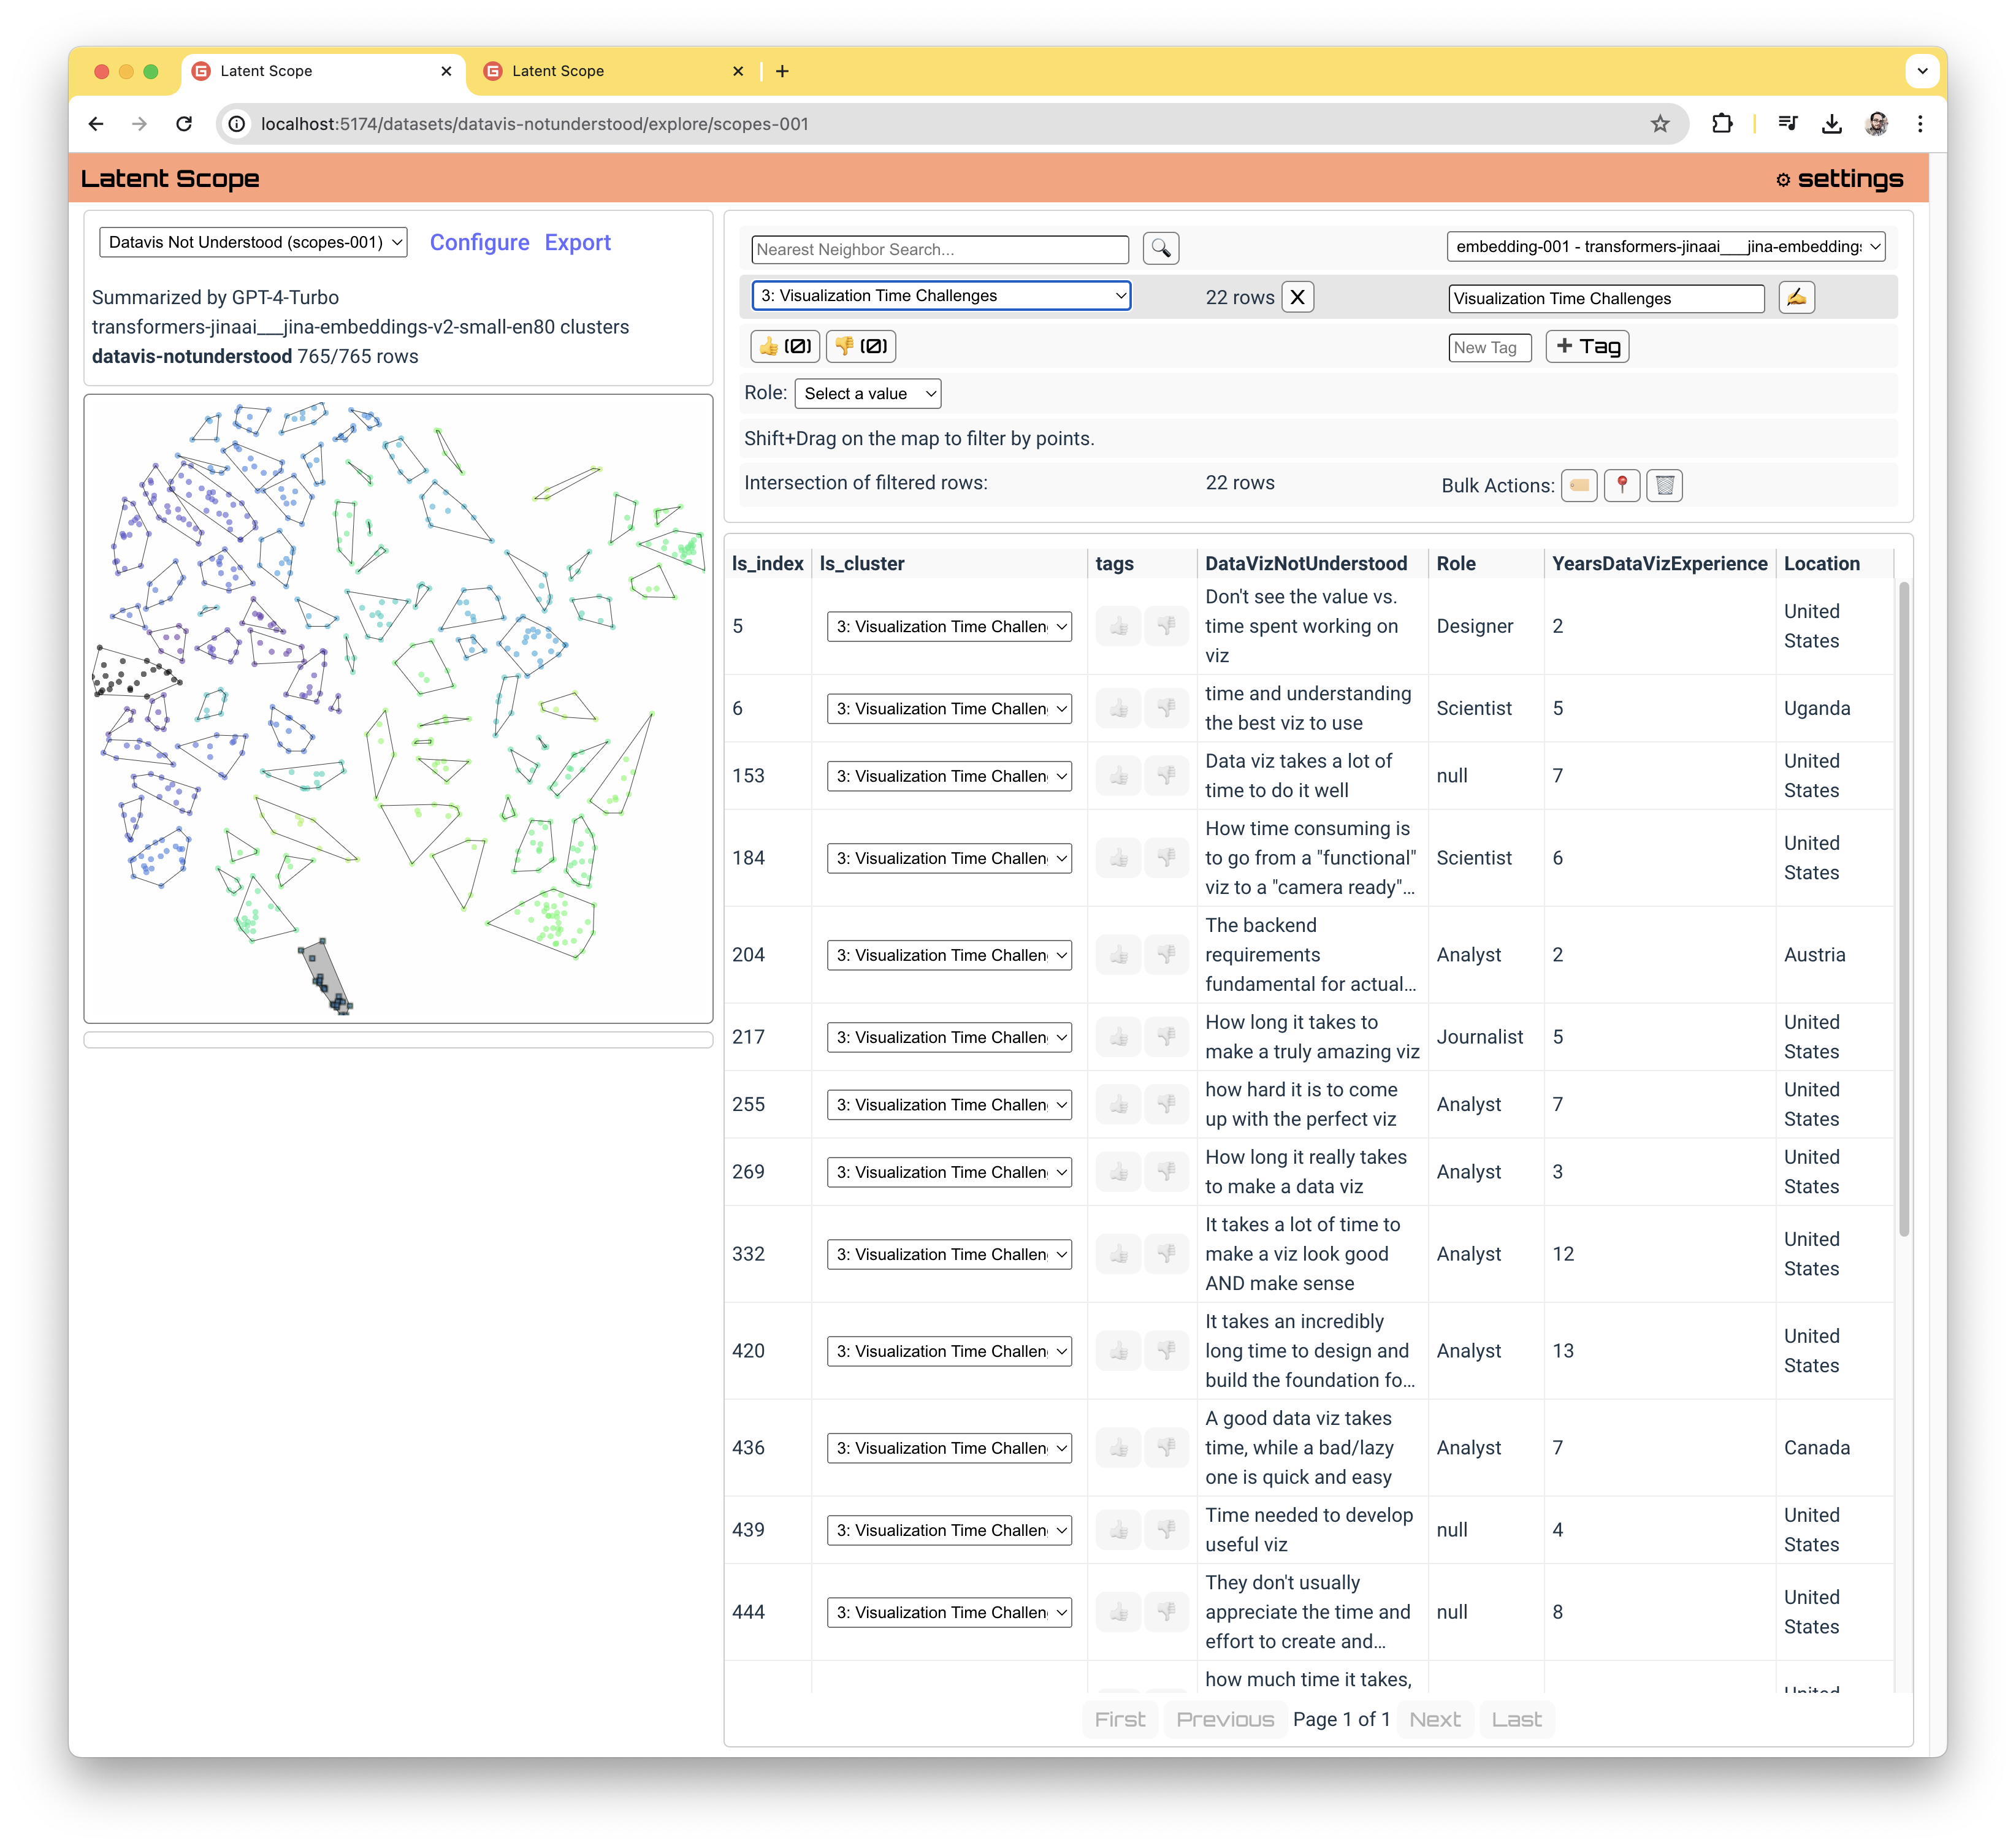 Latent Scope
Latent Scope
localhost:5174/datasets/datavis-notunderstood/explore/scopes-001
Latent Scope
⚙ settings
Datavis Not Understood (scopes-001)
Configure Export
Summarized by GPT-4-Turbo
transformers-jinaai___jina-embeddings-v2-small-en80 clusters
datavis-notunderstood 765/765 rows
Nearest Neighbor Search...
embedding-001 - transformers-jinaai___jina-embedding
3: Visualization Time Challenges
22 rows X
Visualization Time Challenges
👍 (0) 👎 (0)
New Tag
+ Tag
Role: Select a value
Shift+Drag on the map to filter by points.
Intersection of filtered rows: 22 rows Bulk Actions:
ls_index ls_cluster tags DataVizNotUnderstood Role YearsDataVizExperience Location
5 3: Visualization Time Challen
Don't see the value vs.
time spent working on
viz
Designer 2
United
States
6 3: Visualization Time Challen
time and understanding
the best viz to use
Scientist 5 Uganda
153 3: Visualization Time Challen
Data viz takes a lot of
time to do it well
null 7
United
States
184 3: Visualization Time Challen
How time consuming is
to go from a "functional"
viz to a "camera ready"...
Scientist 6
United
States
204 3: Visualization Time Challen
The backend
requirements
fundamental for actual...
Analyst 2 Austria
217 3: Visualization Time Challen
How long it takes to
make a truly amazing viz
Journalist 5
United
States
255 3: Visualization Time Challen
how hard it is to come
up with the perfect viz
Analyst 7
United
States
269 3: Visualization Time Challen
How long it really takes
to make a data viz
Analyst 3
United
States
332 3: Visualization Time Challen
It takes a lot of time to
make a viz look good
AND make sense
Analyst 12
United
States
420 3: Visualization Time Challen
It takes an incredibly
long time to design and
build the foundation fo...
Analyst 13
United
States
436 3: Visualization Time Challen
A good data viz takes
time, while a bad/lazy
one is quick and easy
Analyst 7 Canada
439 3: Visualization Time Challen
Time needed to develop
useful viz
null 4
United
States
444 3: Visualization Time Challen
They don't usually
appreciate the time and
effort to create and...
null 8
United
States
how much time it takes,
First Previous Page 1 of 1 Next Last